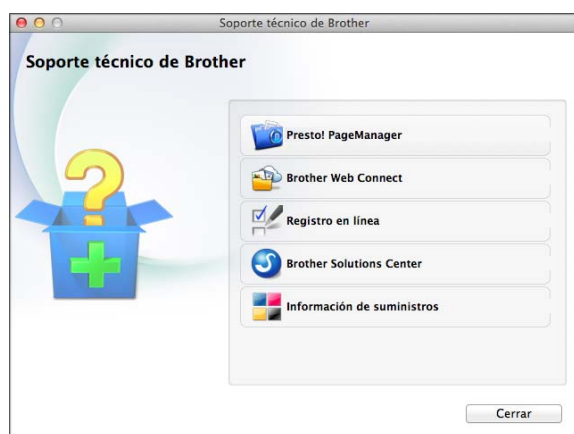 Soporte técnico de Brother
Soporte técnico de Brother
Presto! PageManager
Brother Web Connect
Registro en línea
Brother Solutions Center
Información de suministros
Cerrar